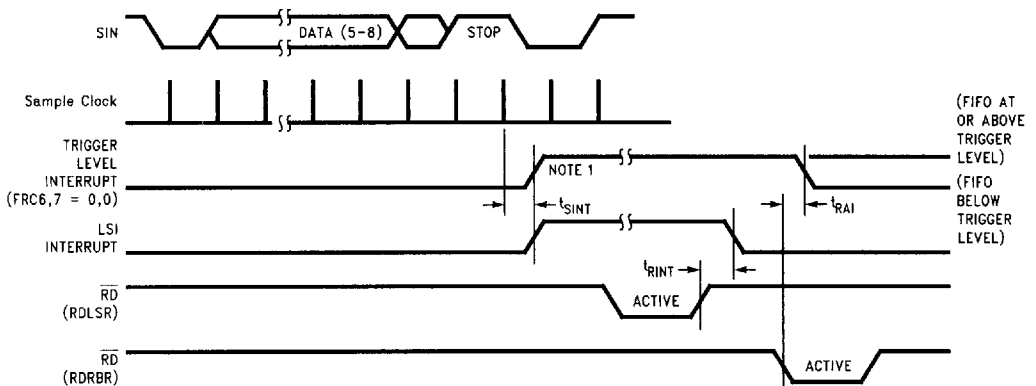 SIN
DATA (5-8)
STOP
Sample Clock
(FIFO AT
OR ABOVE
TRIGGER
LEVEL)
TRIGGER
LEVEL
INTERRUPT
(FRC6,7 = 0,0)
NOTE 1
(FIFO
BELOW
TRIGGER
LEVEL)
tSINT
tRAI
LSI
INTERRUPT
tRINT
RD
(RDLSR)
ACTIVE
RD
(RDRBR)
ACTIVE